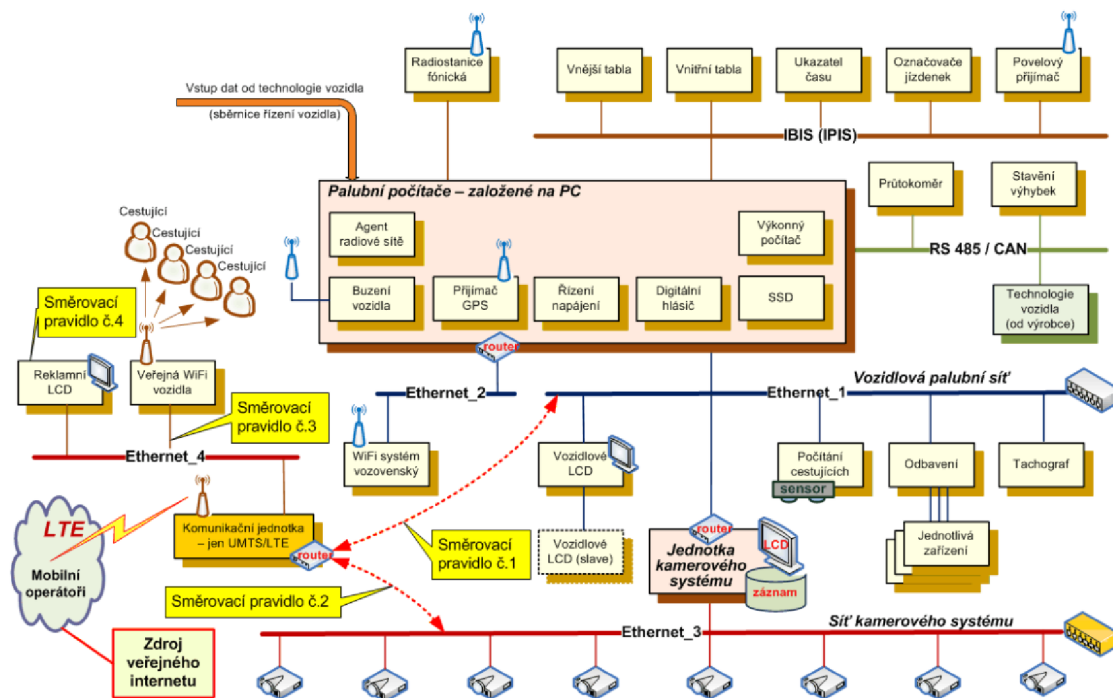 Radiostanice
fónická
Vnější tabla
Vnitřní tabla
Ukazatel
času
Označovače
jízdenek
Povelový
přijímač
Vstup dat od technologie vozidla
(sběrnice řízení vozidla)
IBIS (IPIS)
Palubní počítače – založené na PC
Průtokoměr
Stavění
výhybek
Agent
radiové sítě
Výkonný
počítač
RS 485 / CAN
Cestující
Cestující
Cestující
Cestující
Buzení
vozidla
Přijímač
GPS
Řízení
napájení
Digitální
hlásič
SSD
Technologie
vozidla
(od výrobce)
Směrovací
pravidlo č.4
router
Reklamní
LCD
Veřejná WiFi
vozidla
Vozidlová palubní síť
Ethernet_2
Ethernet_1
Směrovací
pravidlo č.3
Ethernet_4
WiFi systém
vozovenský
Vozidlové
LCD
Počítání
cestujících
sensor
Odbavení
Tachograf
LTE
Mobilní
operátoři
Komunikační jednotka
– jen UMTS/LTE
router
Směrovací
pravidlo č.1
Vozidlové
LCD (slave)
router
Jednotka
kamerového
systému
LCD
záznam
Jednotlivá
zařízení
Směrovací pravidlo č.2
Ethernet_3
Síť kamerového systému
Zdroj
veřejného
internetu